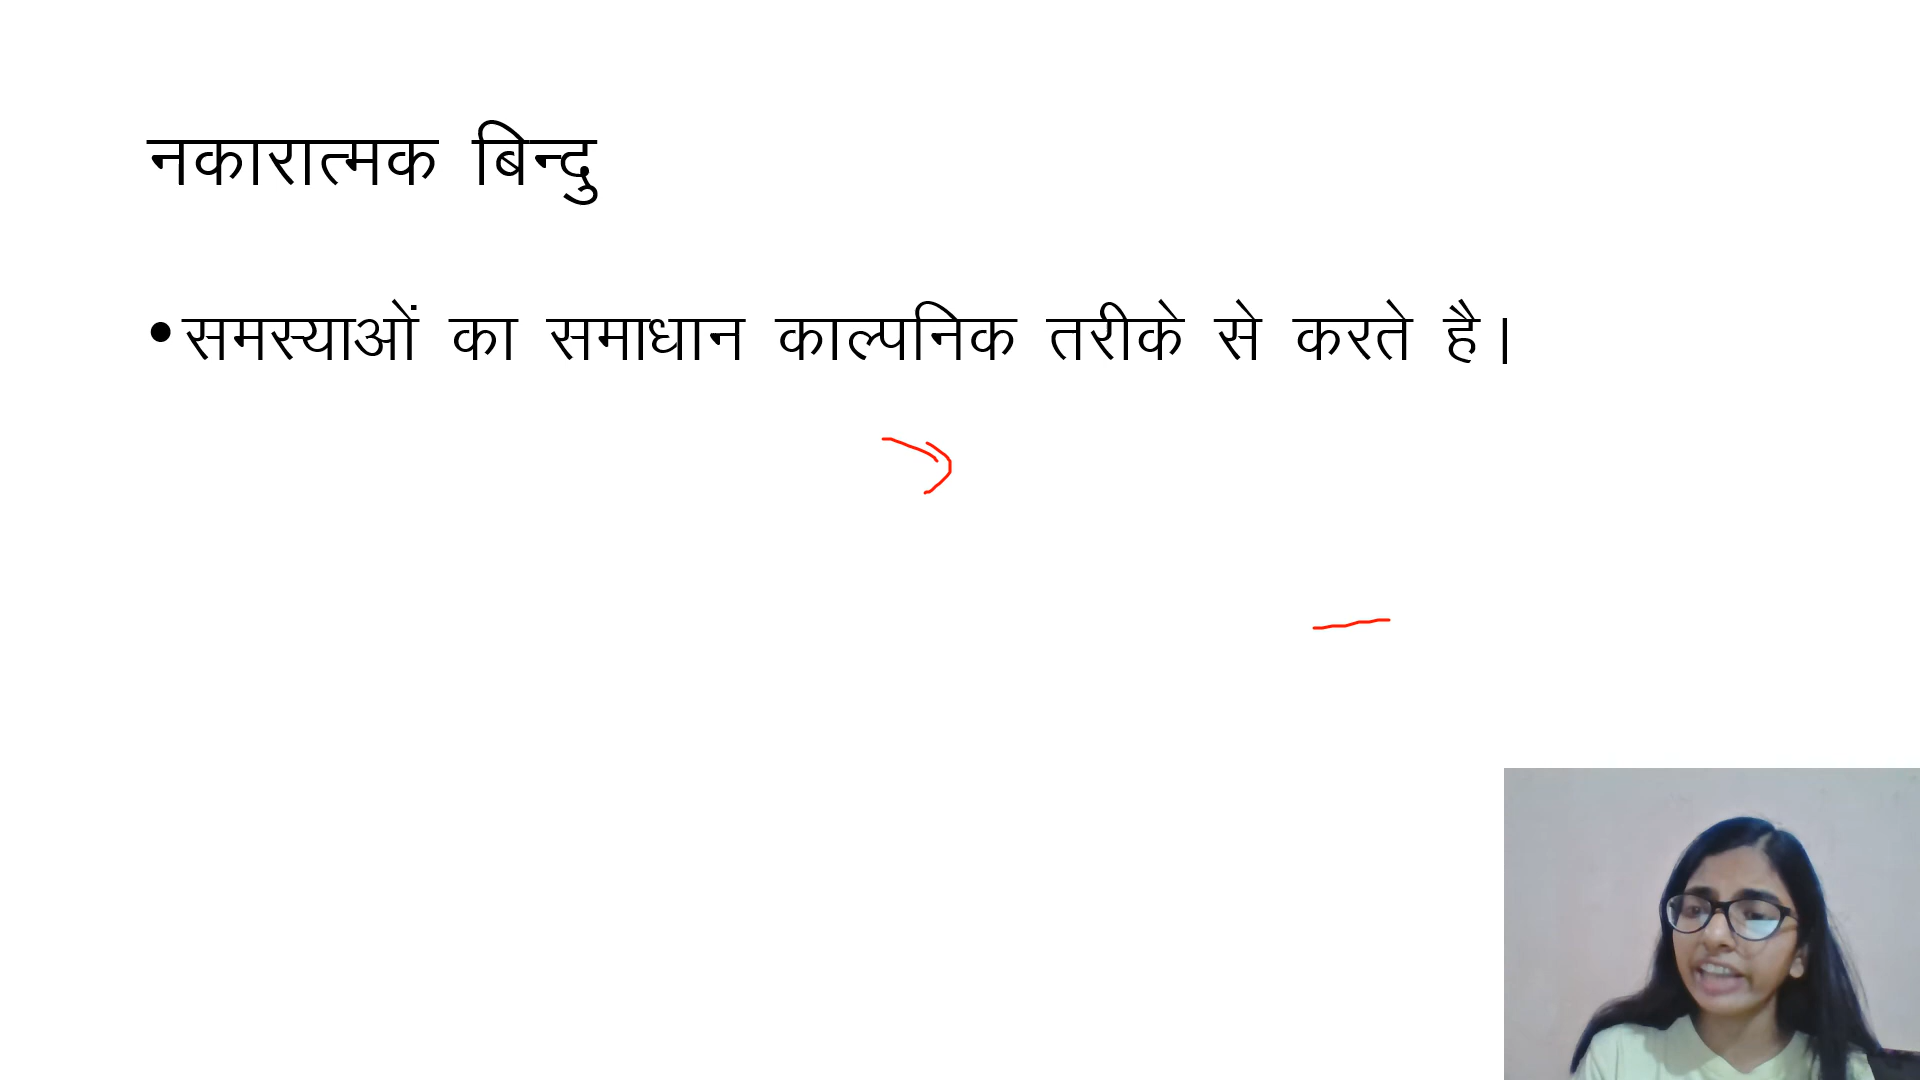 नकारात्मक बिन्दु
•समस्याओं का समाधान काल्पनिक तरीके से करते है।